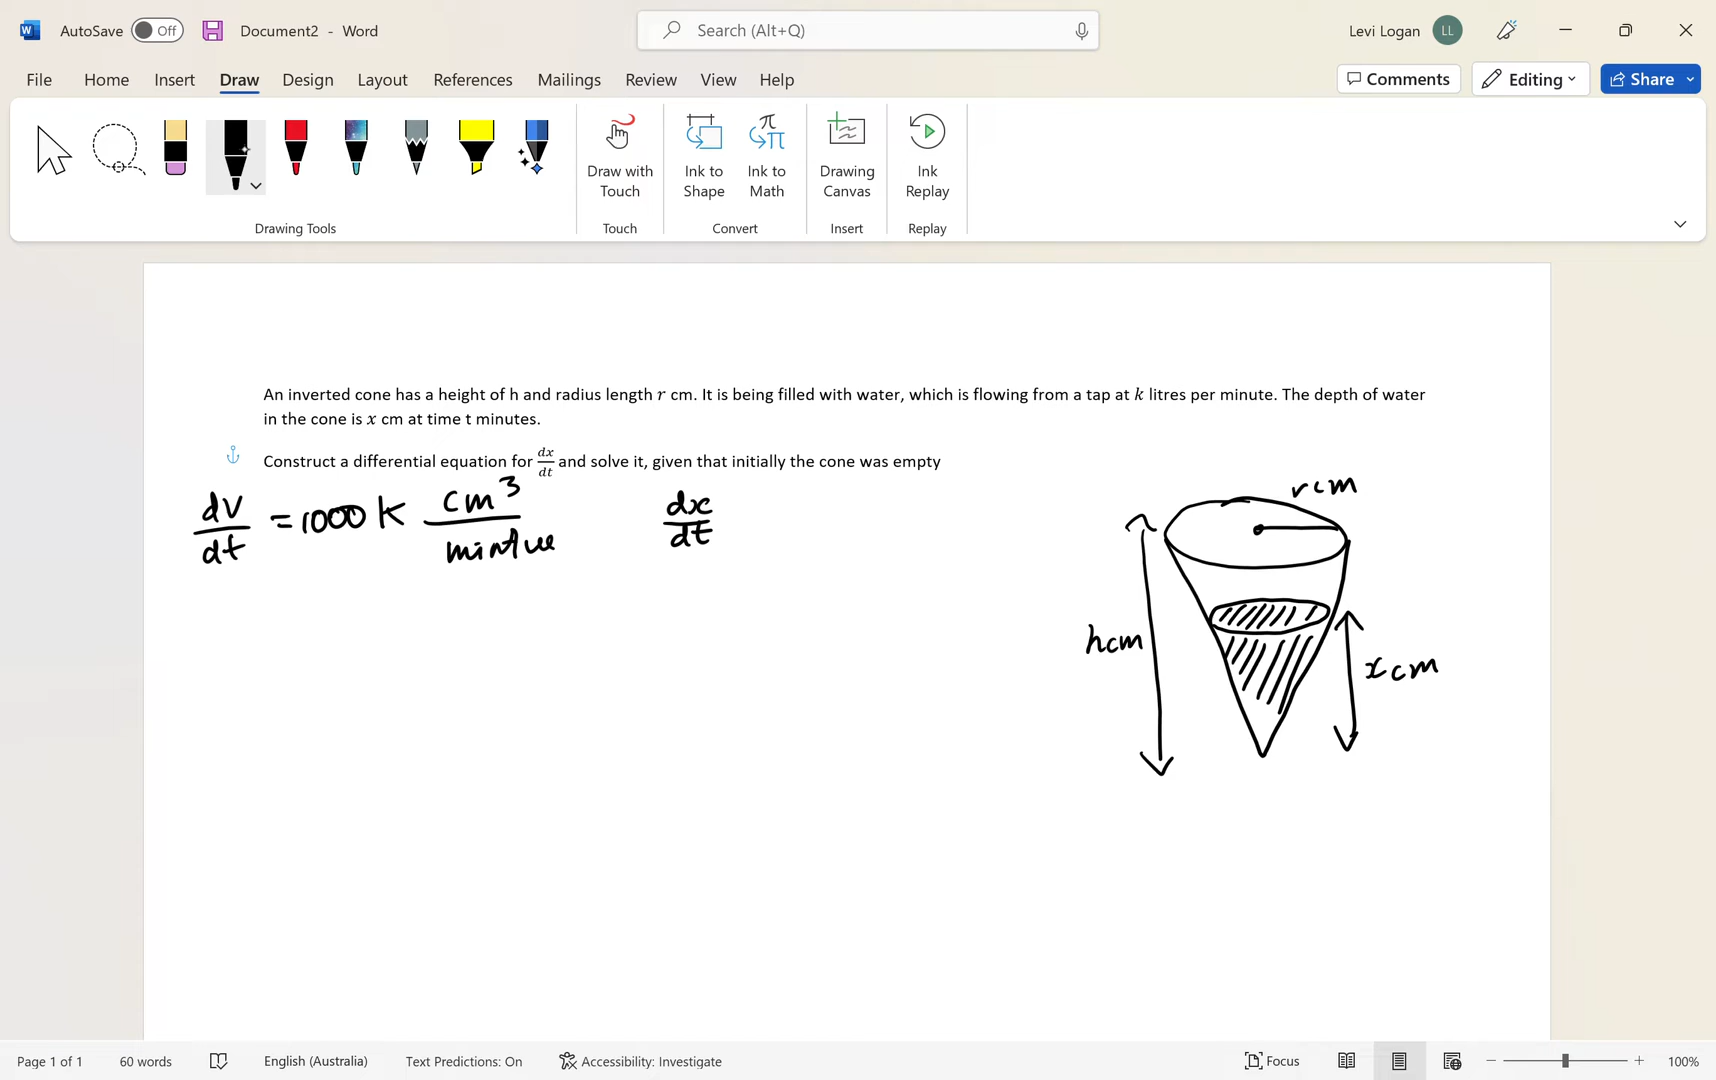 AutoSave Off Document2 - Word Search (Alt+Q) Levi Logan LL
File Home Insert Draw Design Layout References Mailings Review View Help Comments Editing Share
Draw with Touch
Ink to Shape
Ink to Math
Drawing Canvas
Ink Replay
Drawing Tools Touch Convert Insert Replay
An inverted cone has a height of h and radius length r cm. It is being filled with water, which is flowing from a tap at k litres per minute. The depth of water
in the cone is x cm at time t minutes.
Construct a differential equation for dx/dt and solve it, given that initially the cone was empty
dV/dt = 1000 k cm³/
dx/dt
r cm
h cm
x cm
Page 1 of 1 60 words English (Australia) Text Predictions: On Accessibility: Investigate Focus 100%